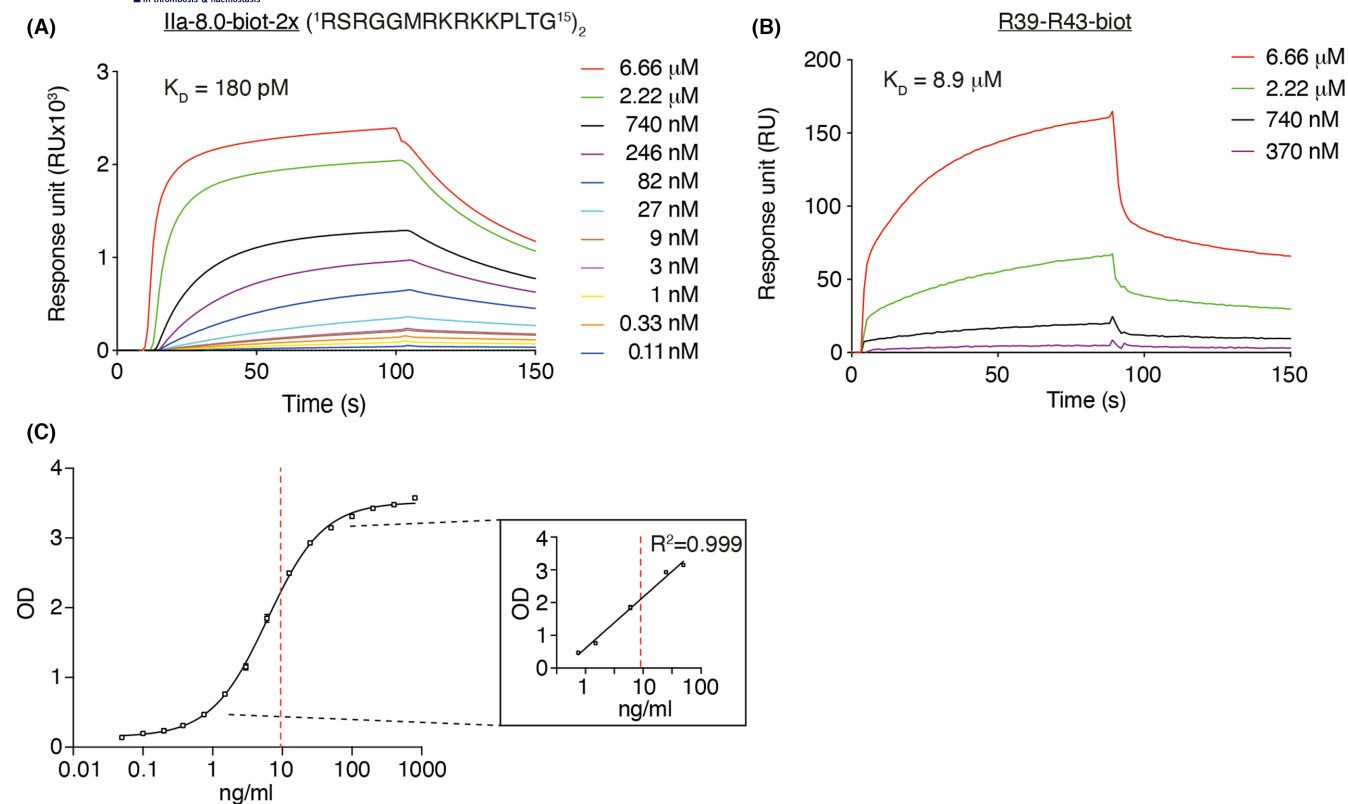 in thrombosis & haemostasis
(A)
IIa-8.0-biot-2x (¹RSRGGMRKRKKPLTG¹⁵)₂
K_D = 180 pM
Response unit (RUx10³)
3
2
1
0
0 50 100 150
Time (s)
6.66 µM
2.22 µM
740 nM
246 nM
82 nM
27 nM
9 nM
3 nM
1 nM
0.33 nM
0.11 nM
(B)
R39-R43-biot
K_D = 8.9 µM
Response unit (RU)
200
150
100
50
0
0 50 100 150
Time (s)
6.66 µM
2.22 µM
740 nM
370 nM
(C)
OD
4
3
2
1
0
0.01 0.1 1 10 100 1000
ng/ml
R²=0.999
OD
4
3
2
1
0
1 10 100
ng/ml